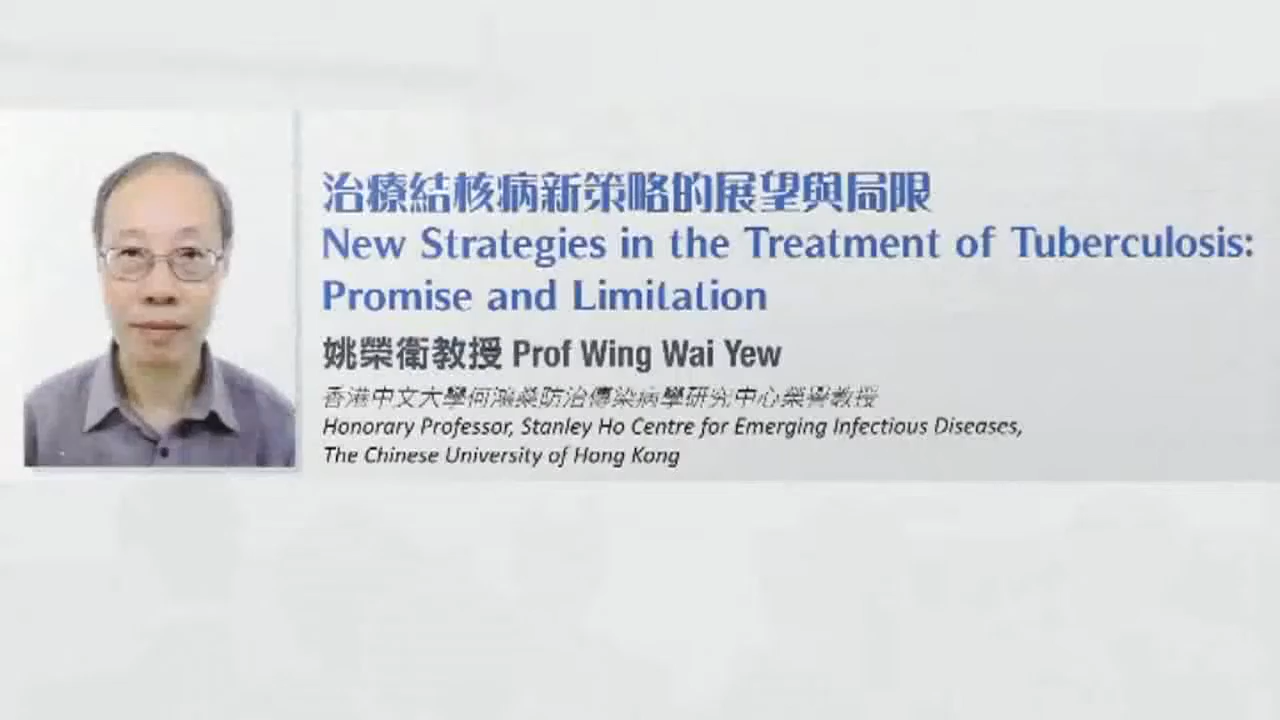 治療結核病新策略的展望與局限
New Strategies in the Treatment of Tuberculosis:
Promise and Limitation
姚榮衛教授 Prof Wing Wai Yew
香港中文大學何鴻燊防治傳染病學研究中心榮譽教授
Honorary Professor, Stanley Ho Centre for Emerging Infectious Diseases,
The Chinese University of Hong Kong